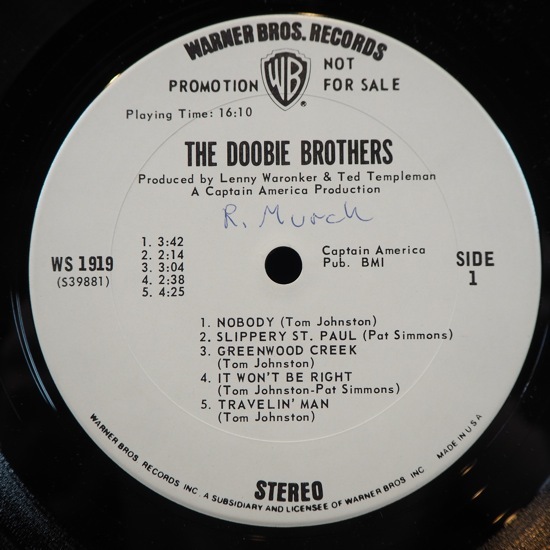 WARNER BROS. RECORDS
PROMOTION WB NOT FOR SALE
®
Playing Time: 16:10
THE DOOBIE BROTHERS
Produced by Lenny Waronker & Ted Templeman
A Captain America Production
R. Murch
1. 3:42
2. 2:14
3. 3:04
4. 2:38
5. 4:25
Captain America
Pub. BMI
WS 1919
(S39881)
SIDE
1
1. NOBODY (Tom Johnston)
2. SLIPPERY ST. PAUL (Pat Simmons)
3. GREENWOOD CREEK
(Tom Johnston)
4. IT WON'T BE RIGHT
(Tom Johnston-Pat Simmons)
5. TRAVELIN' MAN
(Tom Johnston)
STEREO
WARNER BROS. RECORDS INC. A SUBSIDIARY AND LICENSEE OF WARNER BROS. INC. MADE IN U.S.A.